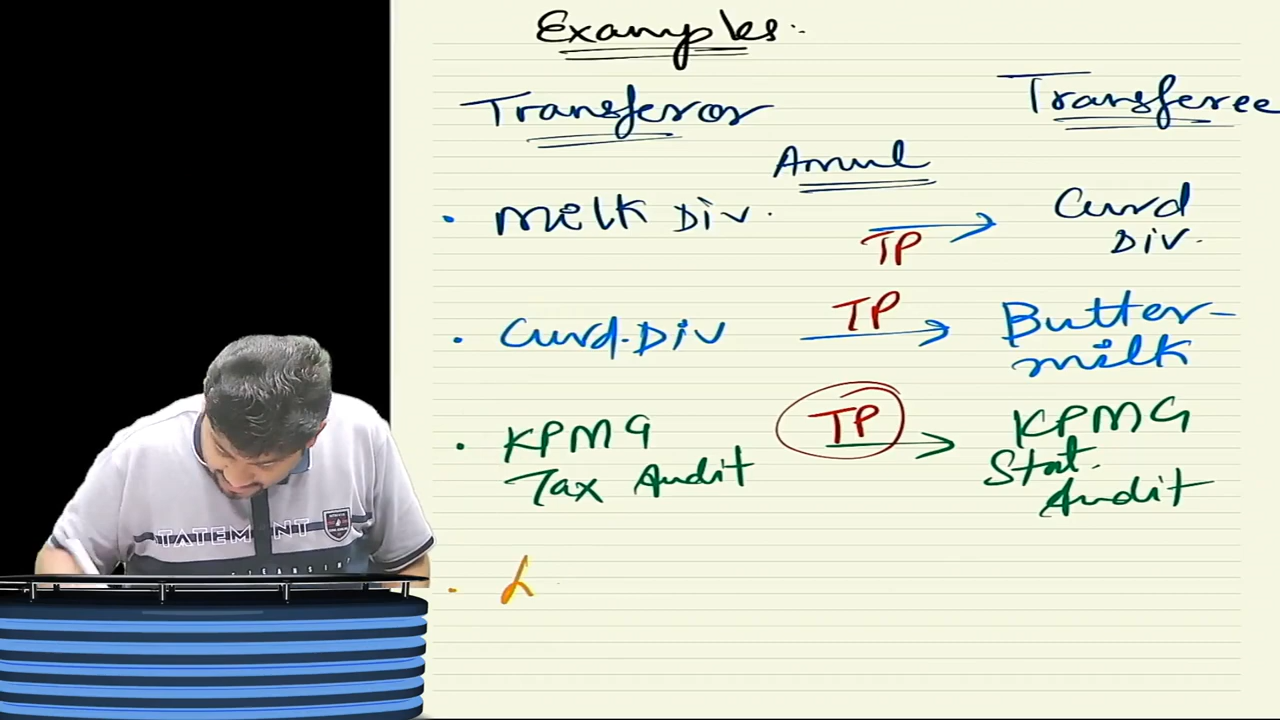 Examples:
Transferor
Transferee
Amul
• Milk Div.
TP
Curd
Div.
• Curd.Div
TP
Butter-
milk
• KPMG
Tax Audit
TP
KPMG
Stat.
Audit
•
TATEMENT